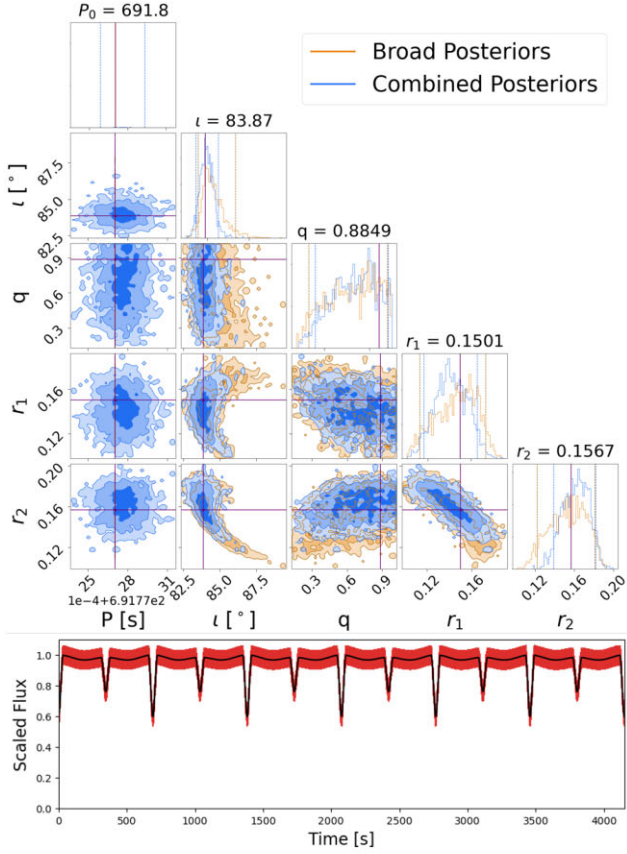 P₀ = 691.8
Broad Posteriors
Combined Posteriors
ι = 83.87
ι [°]
87.5
85.0
82.5
q = 0.8849
q
0.9
0.6
0.3
r₁ = 0.1501
r₁
0.16
0.12
r₂ = 0.1567
r₂
0.20
0.16
0.12
25 28 31 82.5 85.0 87.5 0.3 0.6 0.9 0.12 0.16 0.12 0.16 0.20
1e-4+6.9177e2
P [s] ι [°] q r₁ r₂
Scaled Flux
1.0
0.8
0.6
0.4
0.2
0.0
0 500 1000 1500 2000 2500 3000 3500 4000
Time [s]